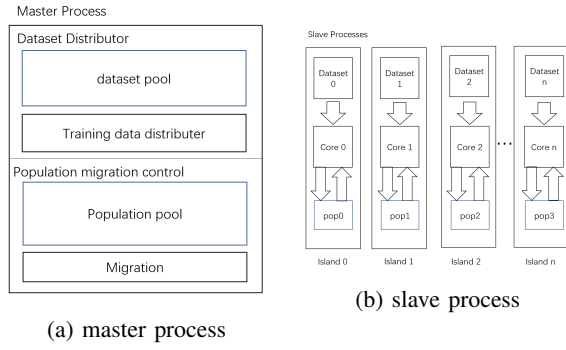 Master Process
Dataset Distributor
dataset pool
Training data distributer
Population migration control
Population pool
Migration
(a) master process
Slave Processes
Dataset 0
Dataset 1
Dataset 2
Dataset n
Core 0
Core 1
Core 2
...
Core n
pop0
pop1
pop2
pop3
Island 0
Island 1
Island 2
Island n
(b) slave process